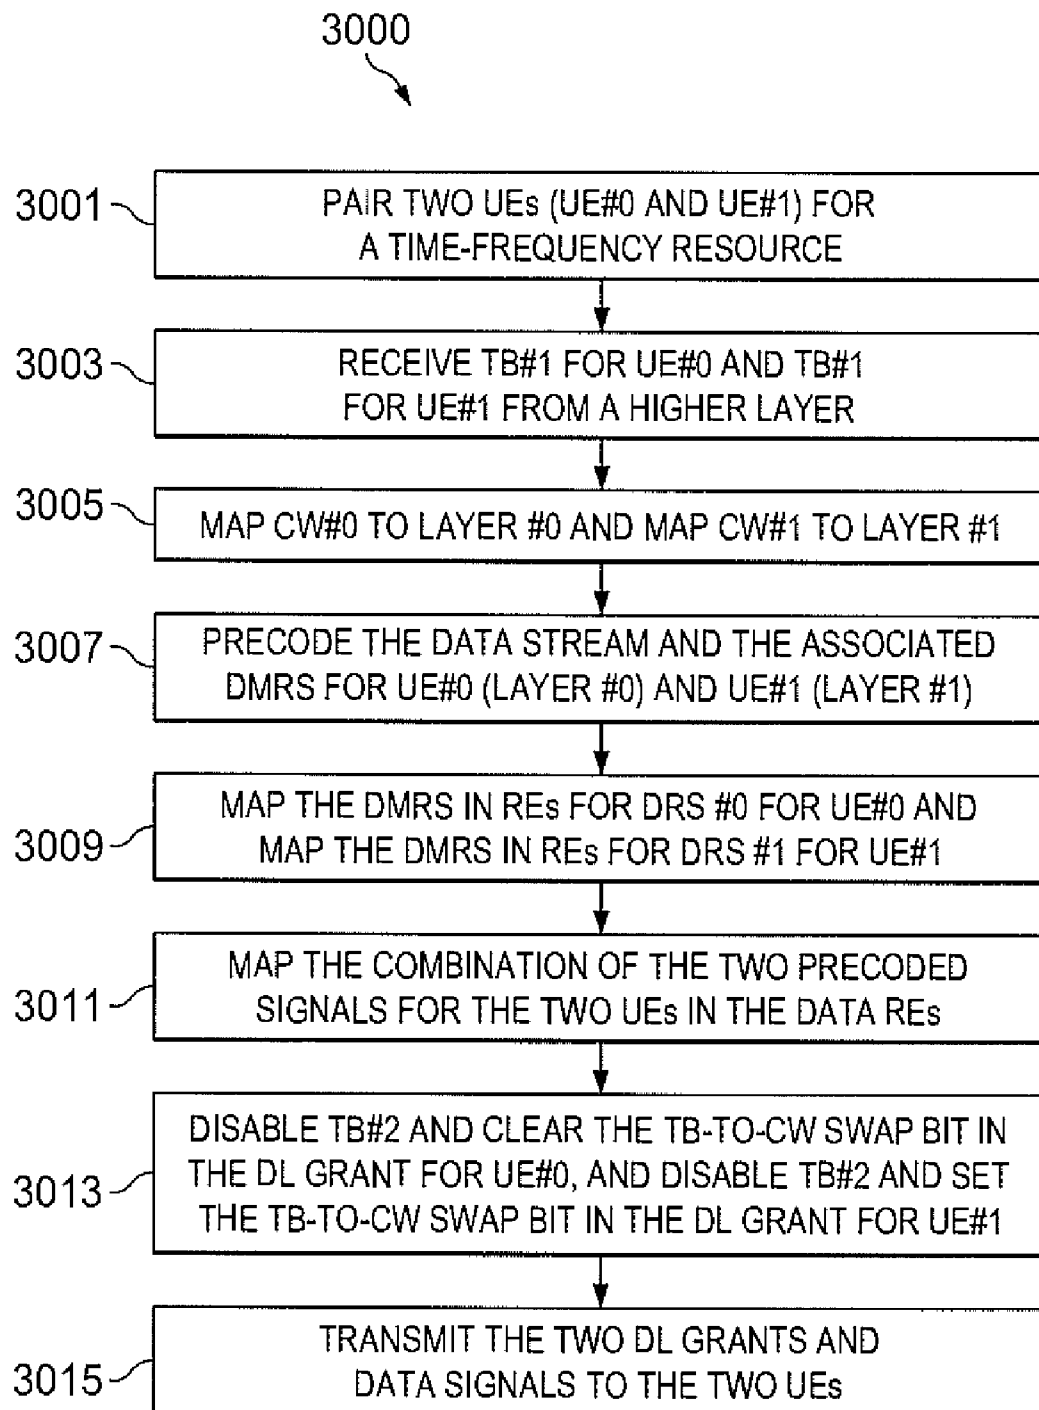 3000
3001
PAIR TWO UEs (UE#0 AND UE#1) FOR
A TIME-FREQUENCY RESOURCE
3003
RECEIVE TB#1 FOR UE#0 AND TB#1
FOR UE#1 FROM A HIGHER LAYER
3005
MAP CW#0 TO LAYER #0 AND MAP CW#1 TO LAYER #1
3007
PRECODE THE DATA STREAM AND THE ASSOCIATED
DMRS FOR UE#0 (LAYER #0) AND UE#1 (LAYER #1)
3009
MAP THE DMRS IN REs FOR DRS #0 FOR UE#0 AND
MAP THE DMRS IN REs FOR DRS #1 FOR UE#1
3011
MAP THE COMBINATION OF THE TWO PRECODED
SIGNALS FOR THE TWO UEs IN THE DATA REs
3013
DISABLE TB#2 AND CLEAR THE TB-TO-CW SWAP BIT IN
THE DL GRANT FOR UE#0, AND DISABLE TB#2 AND SET
THE TB-TO-CW SWAP BIT IN THE DL GRANT FOR UE#1
3015
TRANSMIT THE TWO DL GRANTS AND
DATA SIGNALS TO THE TWO UEs